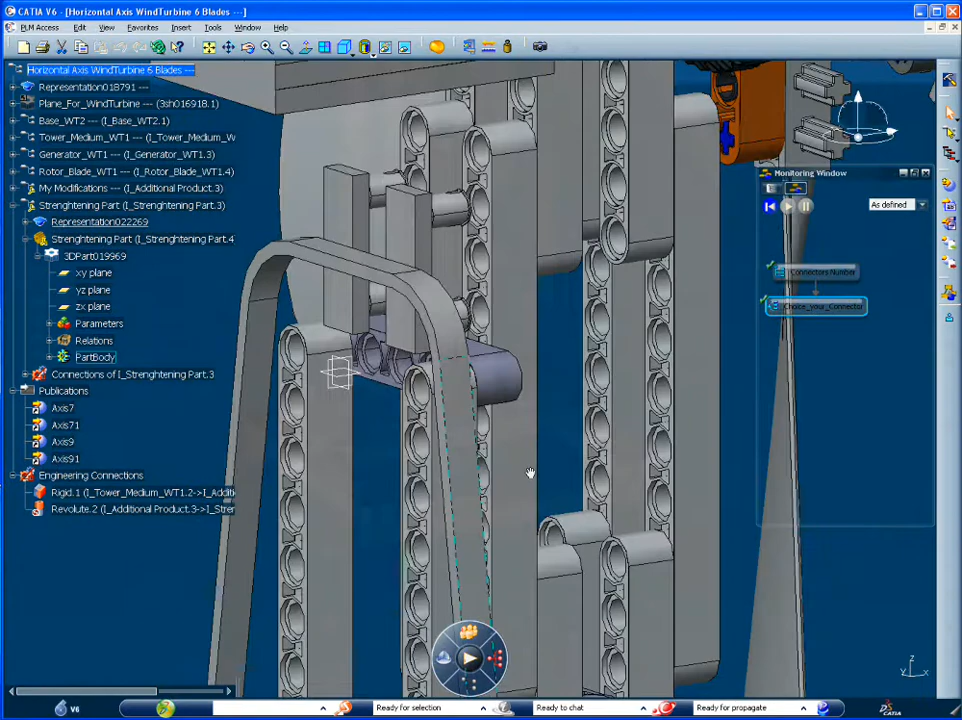 CATIA V6 - [Horizontal Axis WindTurbine 6 Blades ---]
PLM Access Edit View Favorites Insert Tools Window Help
Horizontal Axis WindTurbine 6 Blades ---
Representation018791 ---
Plane_For_WindTurbine --- (3sh016918.1)
Base_WT2 --- (I_Base_WT2.1)
Tower_Medium_WT1 --- (I_Tower_Medium_W
Generator_WT1 --- (I_Generator_WT1.3)
Rotor_Blade_WT1 --- (I_Rotor_Blade_WT1.4)
My Modifications --- (I_Additional Product.3)
Strenghtening Part (I_Strenghtening Part.3)
Representation022269
Strenghtening Part (I_Strenghtening Part.4
3DPart019969
xy plane
yz plane
zx plane
Parameters
Relations
PartBody
Connections of I_Strenghtening Part.3
Publications
Axis7
Axis71
Axis9
Axis91
Engineering Connections
Rigid.1 (I_Tower_Medium_WT1.2->I_Additi
Revolute.2 (I_Additional Product.3->I_Stren
Monitoring Window
As defined
Connectors Number
Choice_your_Connector
z
x
V6
Ready for selection
Ready to chat
Ready for propagate
CATIA